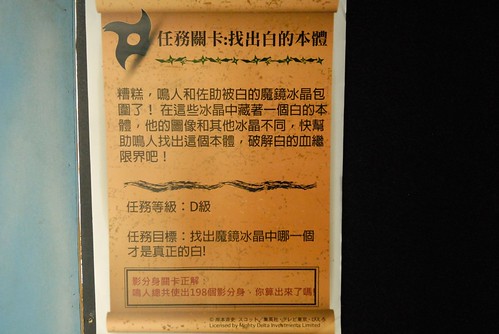 任務關卡:找出白的本體
糟糕，鳴人和佐助被白的魔鏡冰晶包
圍了！在這些冰晶中藏著一個白的本
體，他的圖像和其他冰晶不同，快幫
助鳴人找出這個本體，破解白的血繼
限界吧！
任務等級：D級
任務目標：找出魔鏡冰晶中哪一個
才是真正的白!
影分身關卡正解：
鳴人總共使出198個影分身，你算出來了嗎!
© 岸本斉史 スコット／集英社・テレビ東京・ぴえろ
Licensed by Mighty Delta Investments Limited